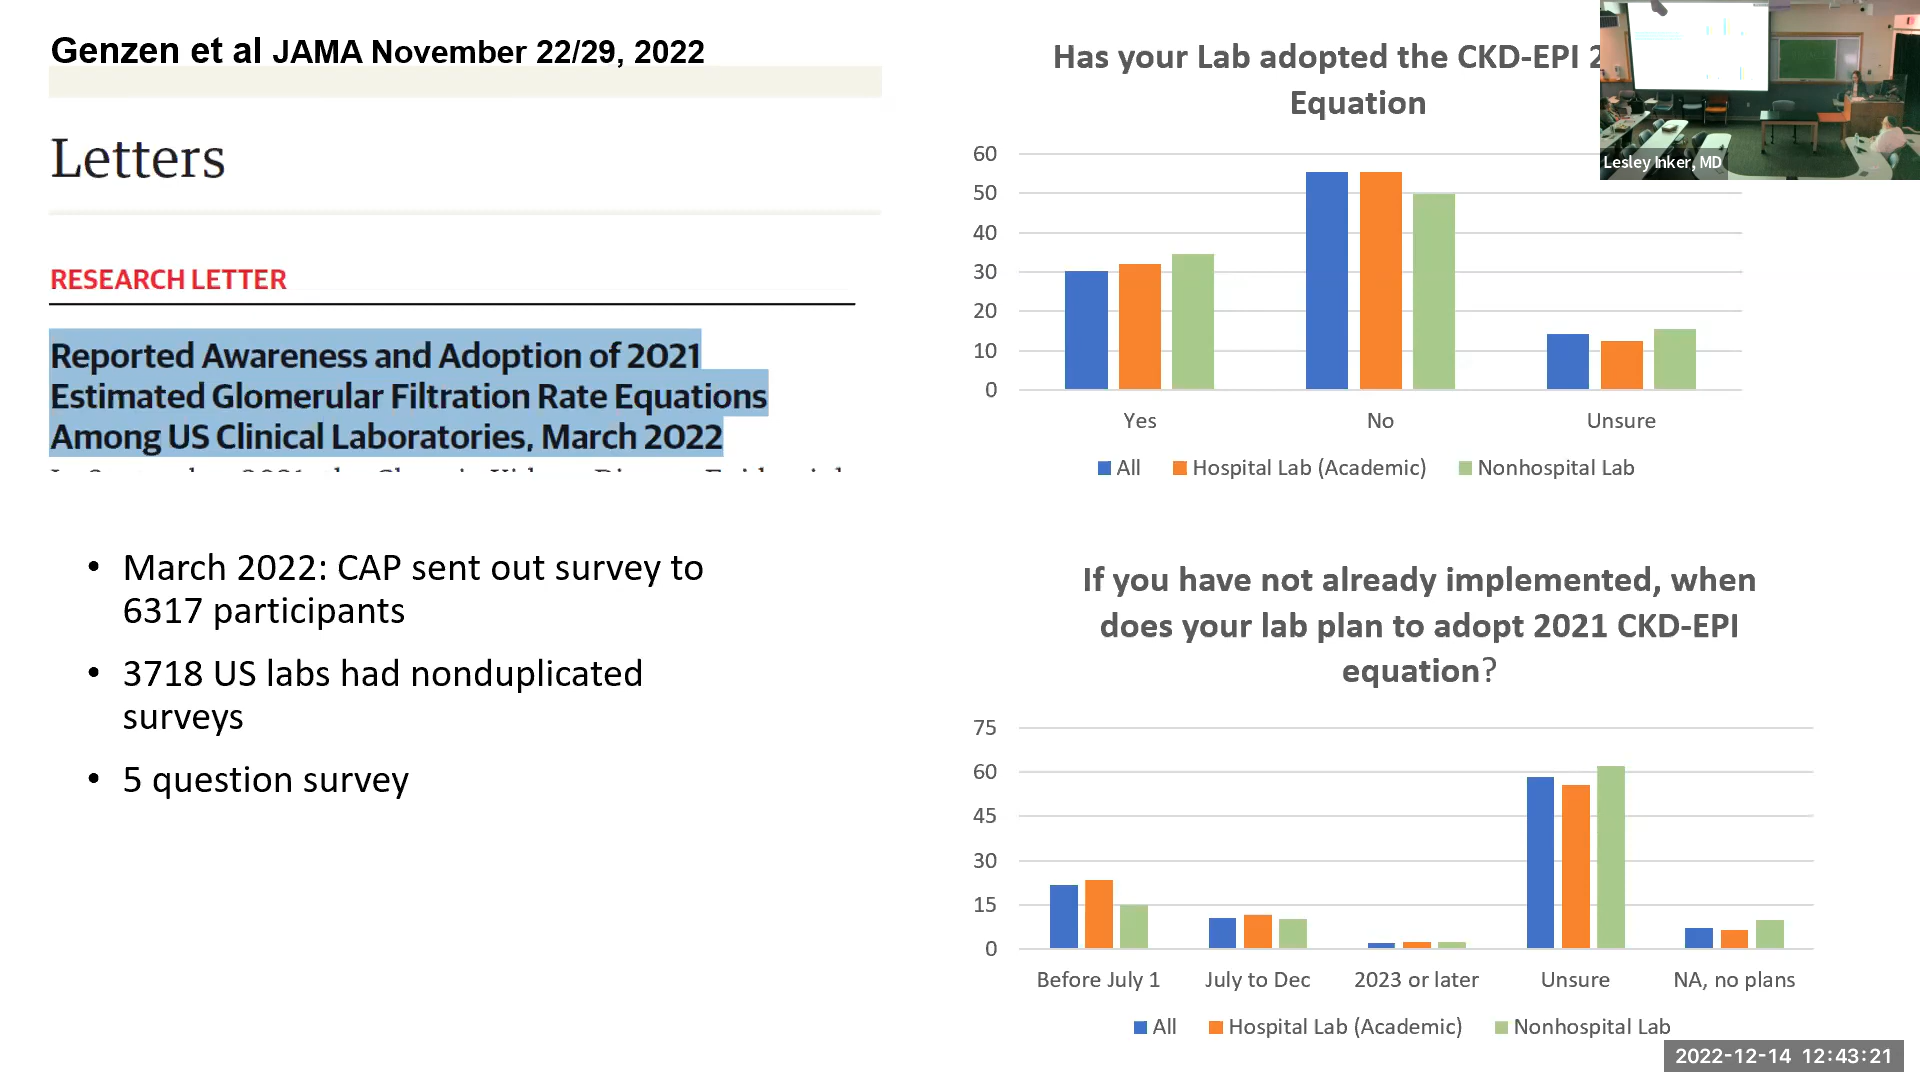 Genzen et al JAMA November 22/29, 2022
Letters
RESEARCH LETTER
Reported Awareness and Adoption of 2021
Estimated Glomerular Filtration Rate Equations
Among US Clinical Laboratories, March 2022
• March 2022: CAP sent out survey to
6317 participants
• 3718 US labs had nonduplicated
surveys
• 5 question survey
Has your Lab adopted the CKD-EPI 2
Equation
60
50
40
30
20
10
0
Yes No Unsure
All Hospital Lab (Academic) Nonhospital Lab
Lesley Inker, MD
If you have not already implemented, when
does your lab plan to adopt 2021 CKD-EPI
equation?
75
60
45
30
15
0
Before July 1 July to Dec 2023 or later Unsure NA, no plans
All Hospital Lab (Academic) Nonhospital Lab
2022-12-14 12:43:21